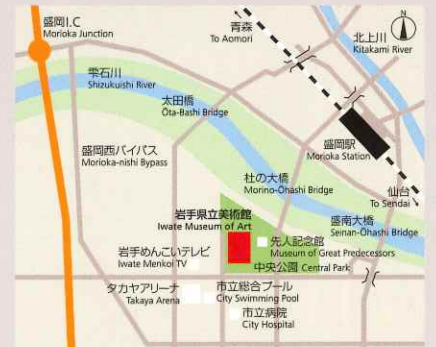 盛岡I.C
Morioka Junction
青森
To Aomori
N
北上川
Kitakami River
雫石川
Shizukuishi River
太田橋
Ōta-Bashi Bridge
盛岡西バイパス
Morioka-nishi Bypass
盛岡駅
Morioka Station
杜の大橋
Morino-Ōhashi Bridge
仙台
To Sendai
岩手県立美術館
Iwate Museum of Art
盛南大橋
Seinan-Ōhashi Bridge
先人記念館
Museum of Great Predecessors
岩手めんこいテレビ
Iwate Menkoi TV
中央公園 Central Park
タカヤアリーナ
Takaya Arena
市立総合プール
City Swimming Pool
市立病院
City Hospital